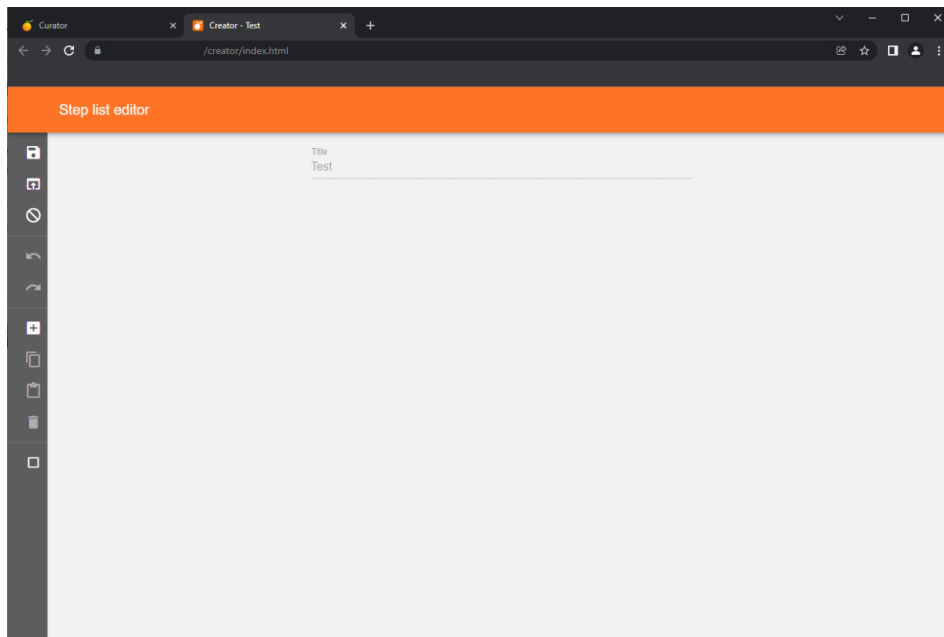 Curator
Creator - Test
/creator/index.html
Step list editor
Title
Test